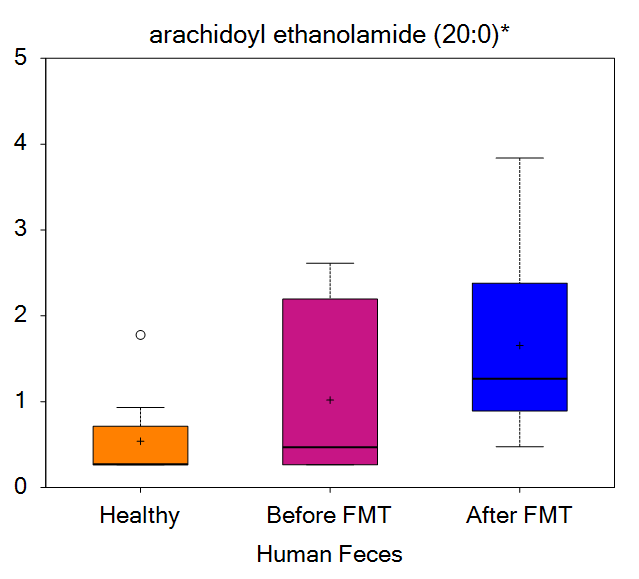 arachidoyl ethanolamide (20:0)*
5
4
3
2
1
0
Healthy Before FMT After FMT
Human Feces